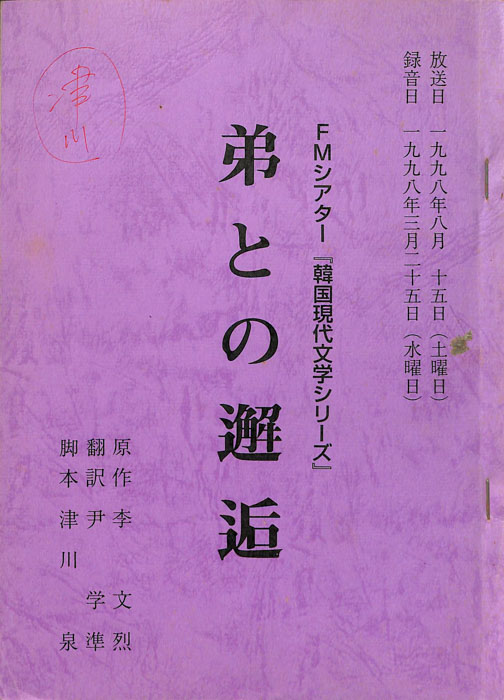 放送日 一九九八年八月 十五日(土曜日)
録音日 一九九八年三月二十五日(水曜日)
FMシアター『韓国現代文学シリーズ』
弟との邂逅
原作 李 文 烈
翻訳 尹 学 準
脚本 津 川 泉
津川